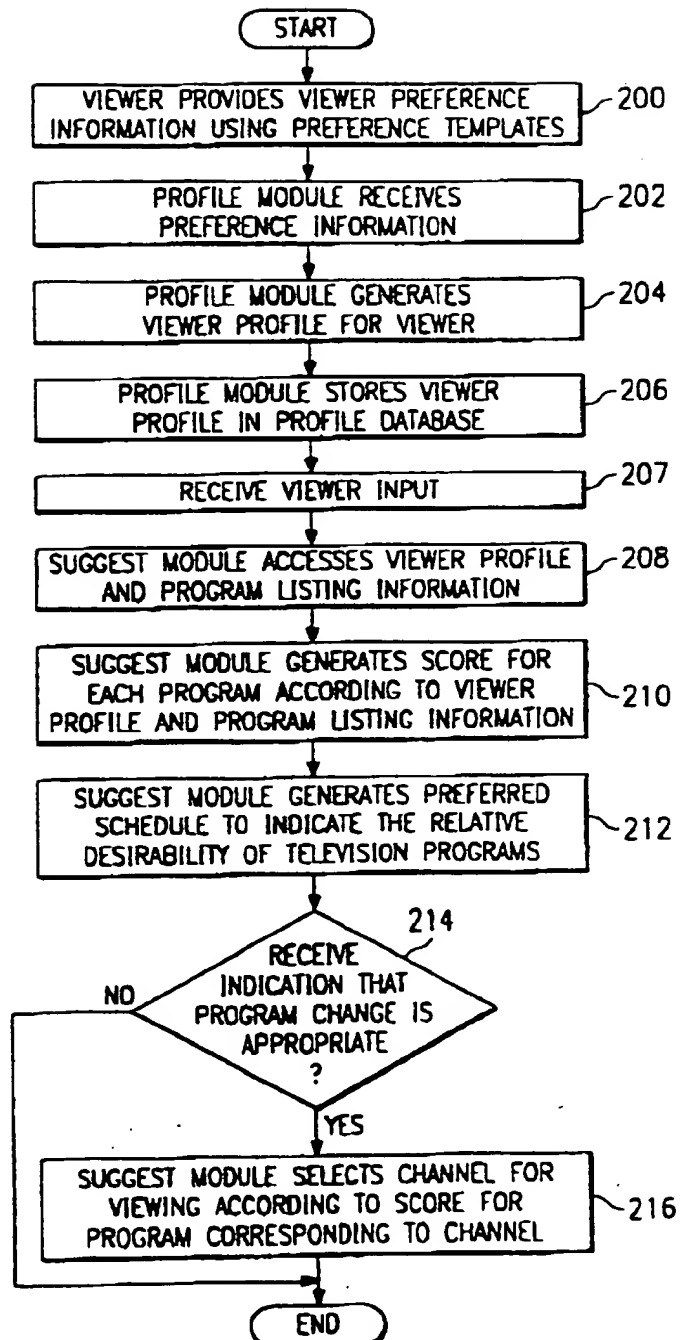 START
VIEWER PROVIDES VIEWER PREFERENCE
INFORMATION USING PREFERENCE TEMPLATES
200
PROFILE MODULE RECEIVES
PREFERENCE INFORMATION
202
PROFILE MODULE GENERATES
VIEWER PROFILE FOR VIEWER
204
PROFILE MODULE STORES VIEWER
PROFILE IN PROFILE DATABASE
206
RECEIVE VIEWER INPUT
207
SUGGEST MODULE ACCESSES VIEWER PROFILE
AND PROGRAM LISTING INFORMATION
208
SUGGEST MODULE GENERATES SCORE FOR
EACH PROGRAM ACCORDING TO VIEWER
PROFILE AND PROGRAM LISTING INFORMATION
210
SUGGEST MODULE GENERATES PREFERRED
SCHEDULE TO INDICATE THE RELATIVE
DESIRABILITY OF TELEVISION PROGRAMS
212
214
RECEIVE
INDICATION THAT
PROGRAM CHANGE IS
APPROPRIATE
?
NO
YES
SUGGEST MODULE SELECTS CHANNEL FOR
VIEWING ACCORDING TO SCORE FOR
PROGRAM CORRESPONDING TO CHANNEL
216
END